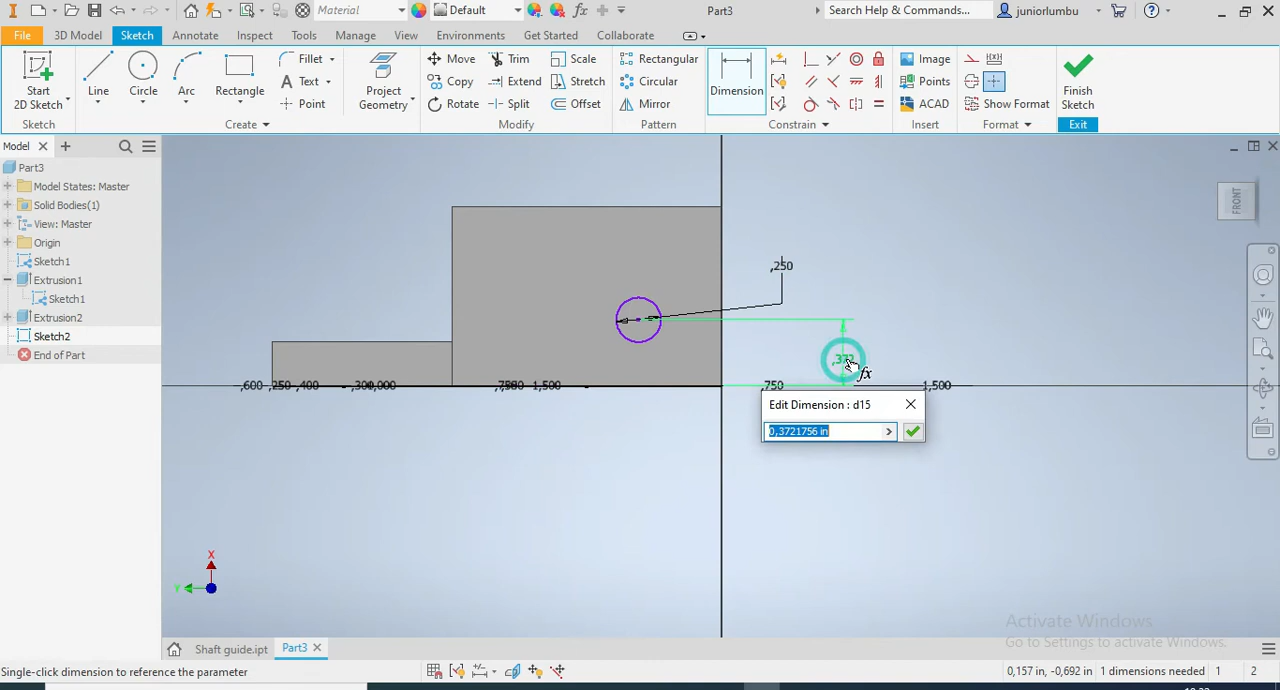 Material
Default
Part3
Search Help & Commands...
juniorlumbu
File
3D Model
Sketch
Annotate
Inspect
Tools
Manage
View
Environments
Get Started
Collaborate
Start
2D Sketch
Line
Circle
Arc
Rectangle
Fillet
Text
Point
Project
Geometry
Move
Copy
Rotate
Trim
Extend
Split
Scale
Stretch
Offset
Rectangular
Circular
Mirror
Dimension
Image
Points
ACAD
Show Format
Finish
Sketch
Sketch
Create
Modify
Pattern
Constrain
Insert
Format
Exit
Model
Part3
Model States: Master
Solid Bodies(1)
View: Master
Origin
Sketch1
Extrusion1
Sketch1
Extrusion2
Sketch2
End of Part
FRONT
,250
,372
fx
,600 ,250 ,400
1,500
,750
1,500
Edit Dimension : d15
0,3721756 in
X
Y
Activate Windows
Go to Settings to activate Windows.
Shaft guide.ipt
Part3
Single-click dimension to reference the parameter
0,157 in, -0,692 in
1 dimensions needed
1
2